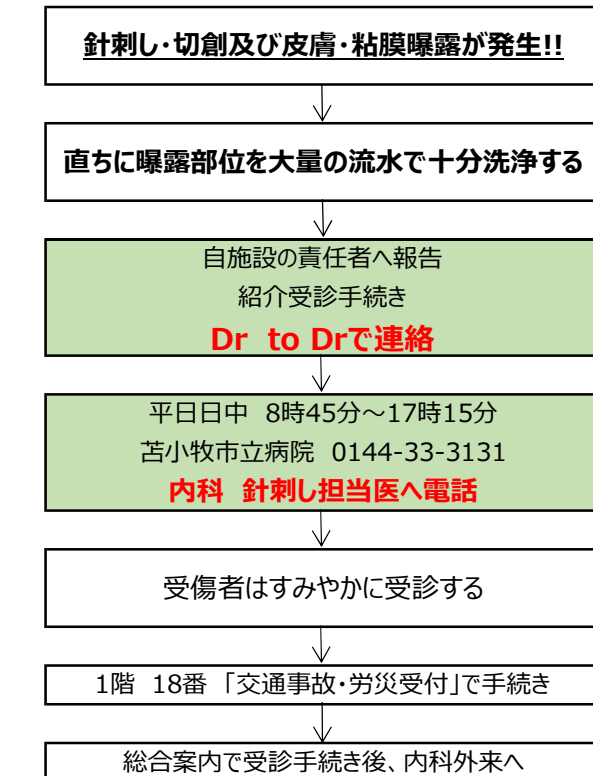 針刺し・切創及び皮膚・粘膜曝露が発生!!
直ちに曝露部位を大量の流水で十分洗浄する
自施設の責任者へ報告
紹介受診手続き
Dr to Drで連絡
平日日中 8時45分～17時15分
苫小牧市立病院 0144-33-3131
内科 針刺し担当医へ電話
受傷者はすみやかに受診する
1階 18番 「交通事故・労災受付」で手続き
総合案内で受診手続き後、内科外来へ